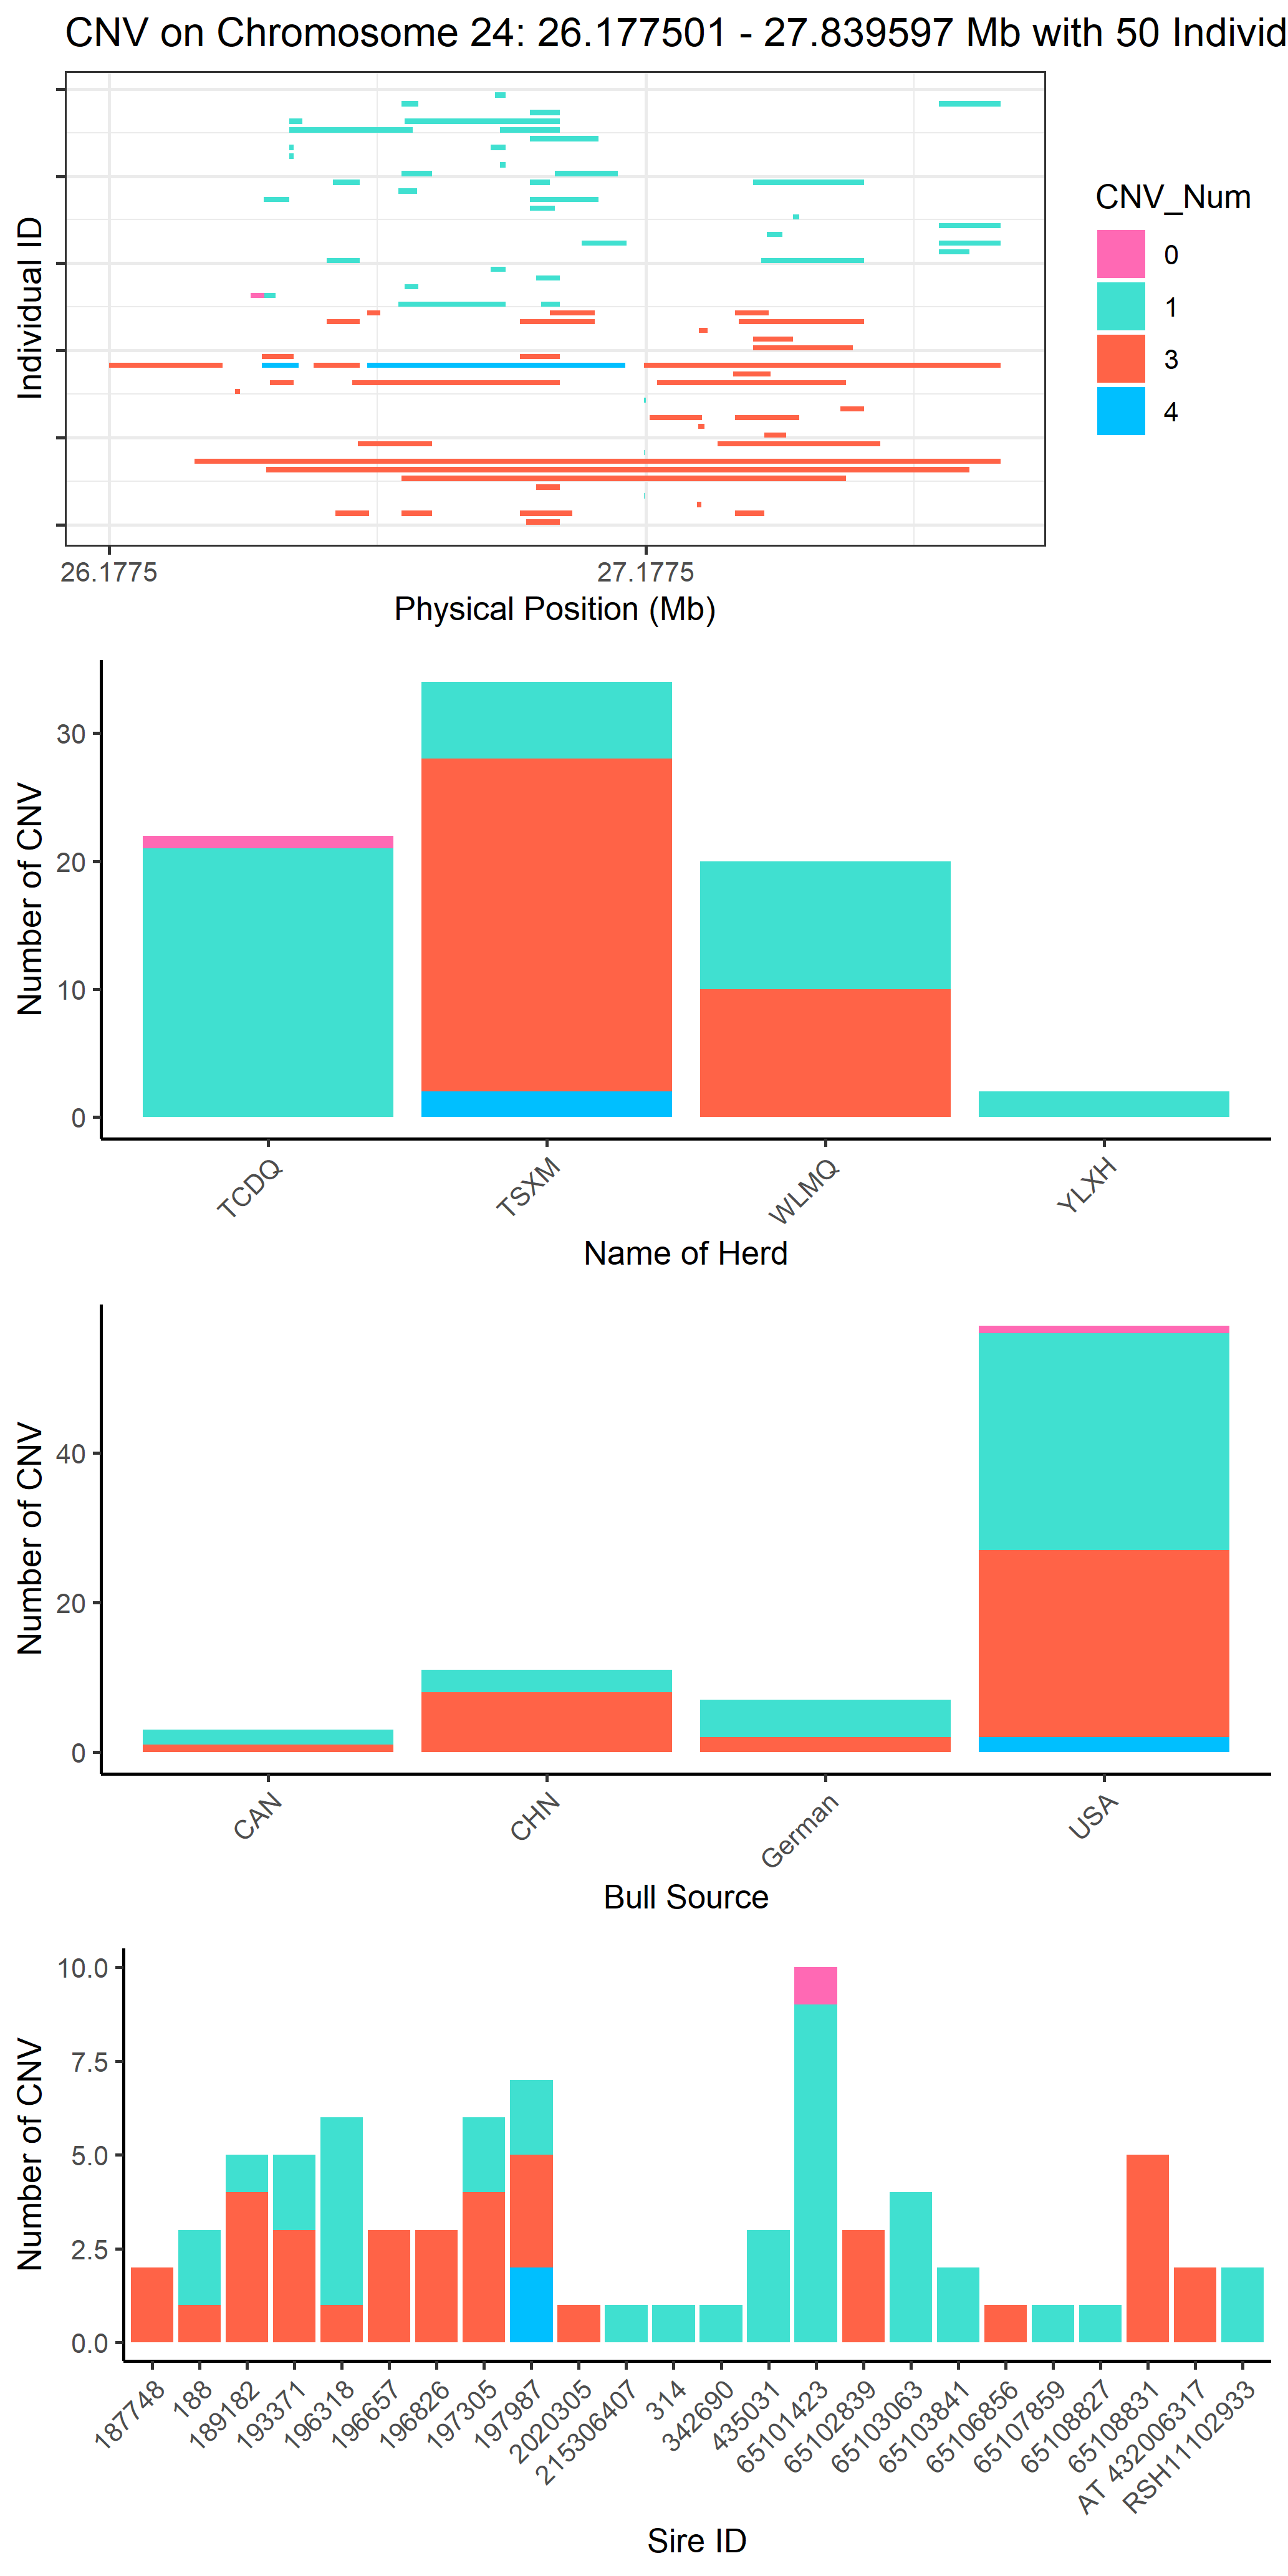 CNV on Chromosome 24: 26.177501 - 27.839597 Mb with 50 Individ
Individual ID
26.1775
27.1775
Physical Position (Mb)
CNV_Num
0
1
3
4
Number of CNV
30
20
10
0
TCDQ
TSXM
WLMQ
YLXH
Name of Herd
Number of CNV
40
20
0
CAN
CHN
German
USA
Bull Source
Number of CNV
10.0
7.5
5.0
2.5
0.0
187748
188
189182
193371
196318
196657
196826
197305
197987
2020305
215306407
314
342690
435031
65101423
65102839
65103063
65103841
65106856
65107859
65108827
65108831
AT 432006317
RSH11102933
Sire ID